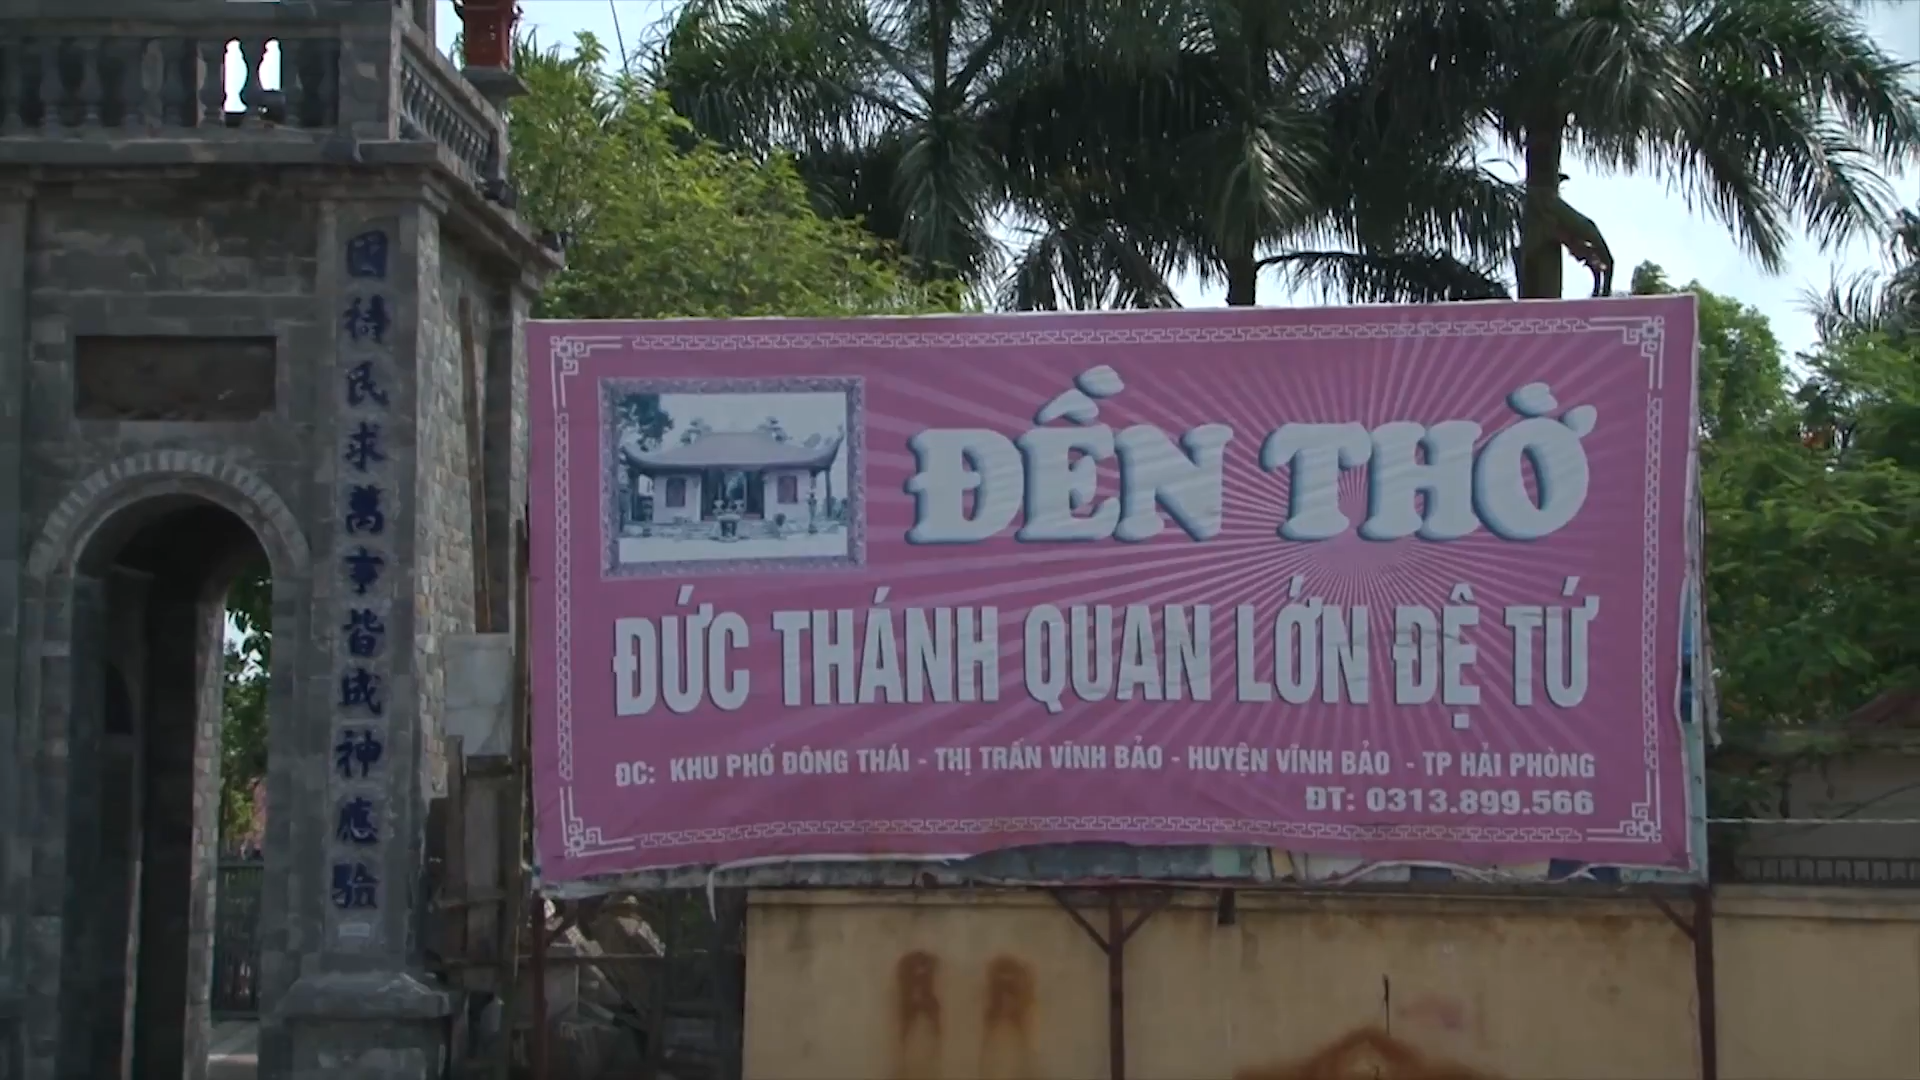 國禱民求萬事皆成神應驗
ĐỀN THỜ
ĐỨC THÁNH QUAN LỚN ĐỆ TỨ
ĐC: KHU PHỐ ĐÔNG THÁI - THỊ TRẤN VĨNH BẢO - HUYỆN VĨNH BẢO - TP HẢI PHÒNG
ĐT: 0313.899.566